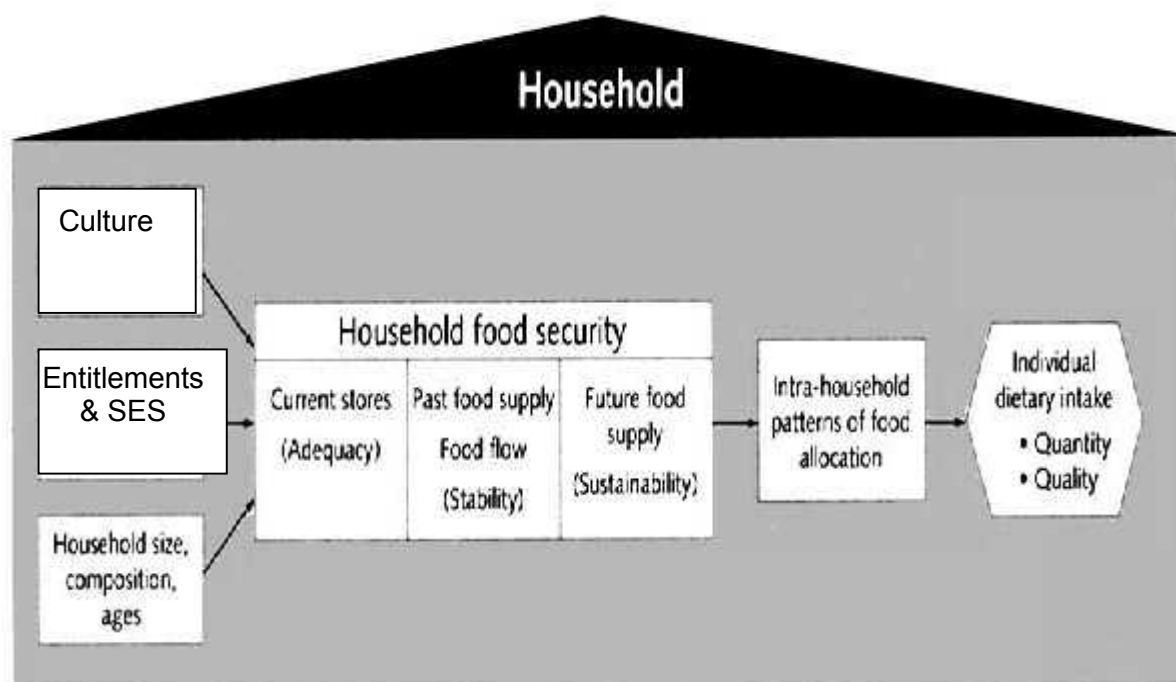 Household
Culture
Entitlements
& SES
Household size,
composition,
ages
Household food security
Current stores
(Adequacy)
Past food supply
Food flow
(Stability)
Future food
supply
(Sustainability)
Intra-household
patterns of food
allocation
Individual
dietary intake
• Quantity
• Quality